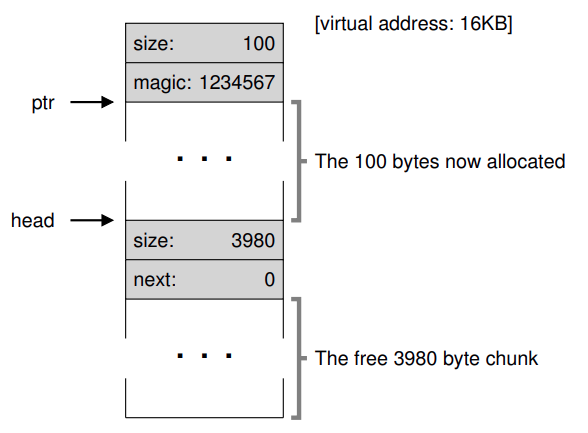 [virtual address: 16KB]
size: 100
magic: 1234567
ptr
. . .
The 100 bytes now allocated
head
size: 3980
next: 0
. . .
The free 3980 byte chunk